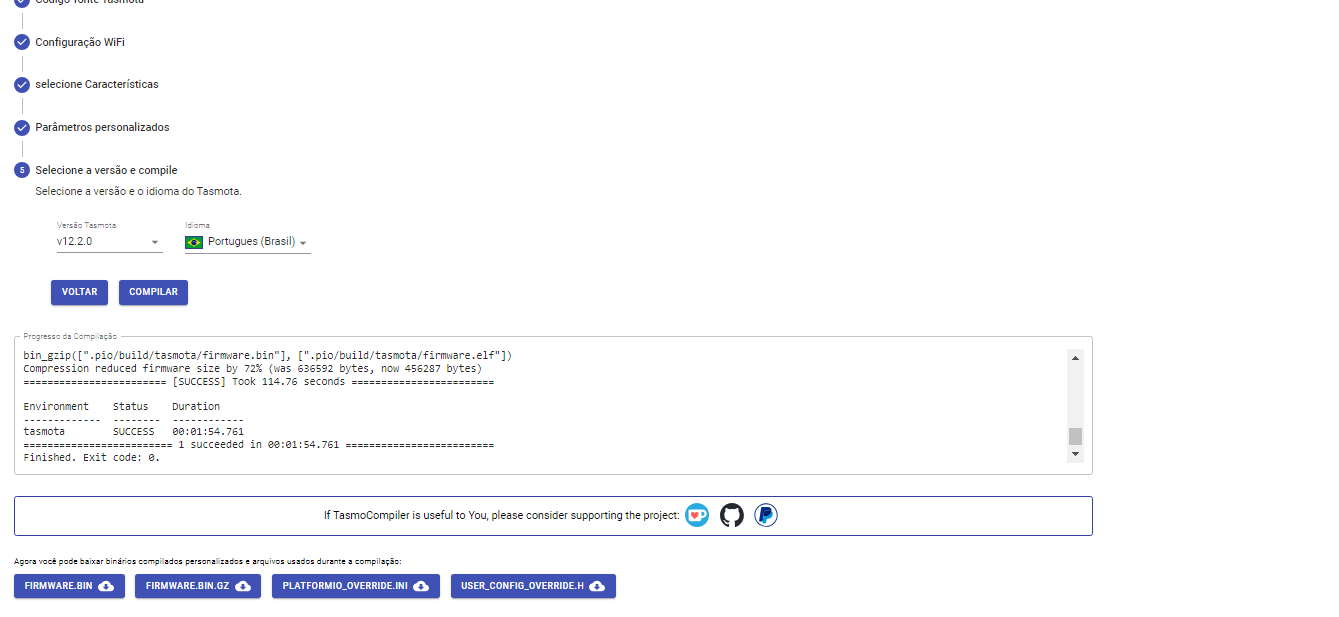 Código fonte Tasmota
Configuração WiFi
selecione Características
Parâmetros personalizados
5 Selecione a versão e compile
Selecione a versão e o idioma do Tasmota.
Versão Tasmota Idioma
v12.2.0 Portugues (Brasil)
VOLTAR COMPILAR
Progresso da Compilação
bin_gzip([".pio/build/tasmota/firmware.bin"], [".pio/build/tasmota/firmware.elf"])
Compression reduced firmware size by 72% (was 636592 bytes, now 456287 bytes)
======================== [SUCCESS] Took 114.76 seconds ========================
Environment Status Duration
------------- -------- ------------
tasmota SUCCESS 00:01:54.761
========================= 1 succeeded in 00:01:54.761 =========================
Finished. Exit code: 0.
If TasmoCompiler is useful to You, please consider supporting the project:
Agora você pode baixar binários compilados personalizados e arquivos usados durante a compilação:
FIRMWARE.BIN FIRMWARE.BIN.GZ PLATFORMIO_OVERRIDE.INI USER_CONFIG_OVERRIDE.H